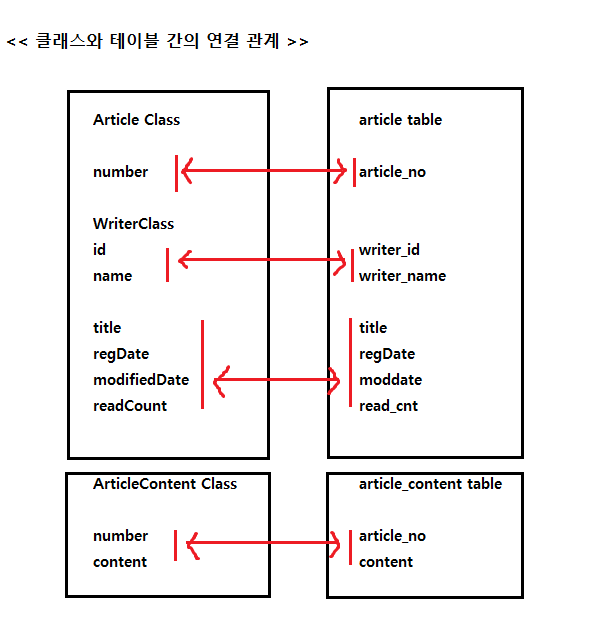 << 클래스와 테이블 간의 연결 관계 >>
Article Class
number
WriterClass
id
name
title
regDate
modifiedDate
readCount
article table
article_no
writer_id
writer_name
title
regDate
moddate
read_cnt
ArticleContent Class
number
content
article_content table
article_no
content